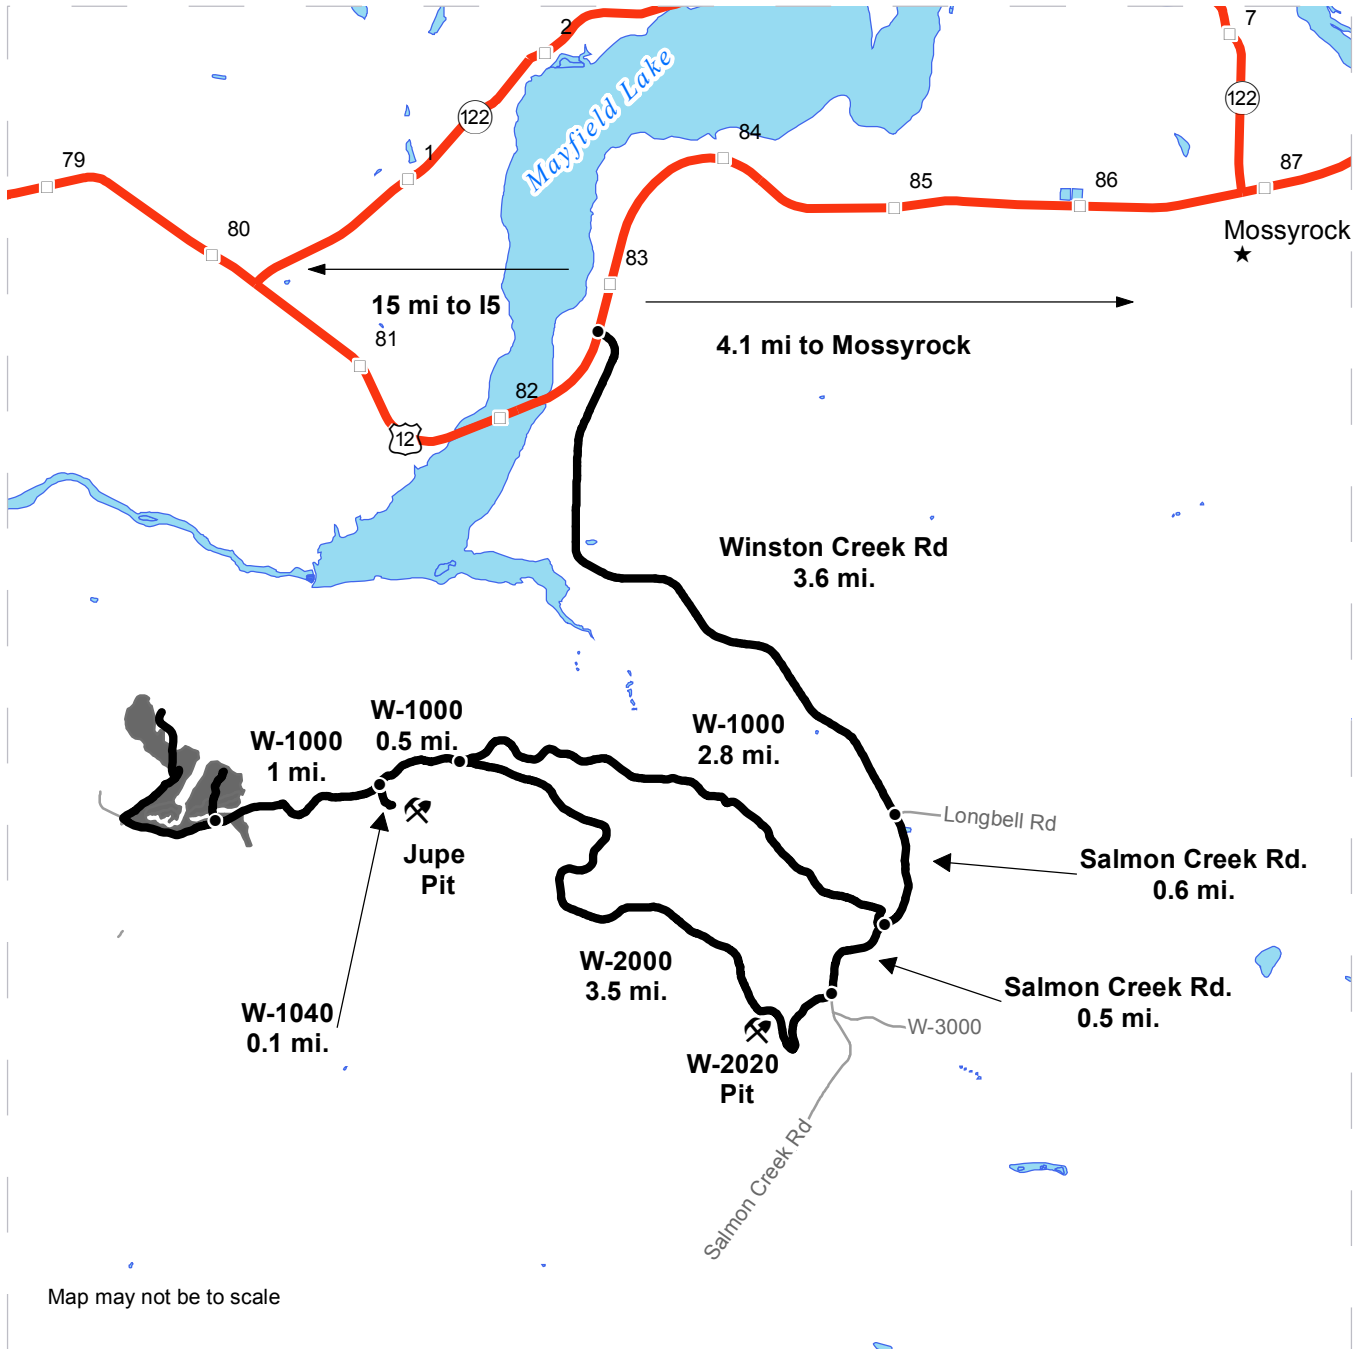 2
7
122
122
Mayfield Lake
84
79
1
87
85
86
80
Mossyrock
83
15 mi to I5
81
4.1 mi to Mossyrock
82
12
Winston Creek Rd
3.6 mi.
W-1000
0.5 mi.
W-1000
2.8 mi.
W-1000
1 mi.
Longbell Rd
Jupe
Pit
Salmon Creek Rd.
0.6 mi.
W-2000
3.5 mi.
Salmon Creek Rd.
0.5 mi.
W-1040
0.1 mi.
W-3000
W-2020
Pit
Salmon Creek Rd
Map may not be to scale